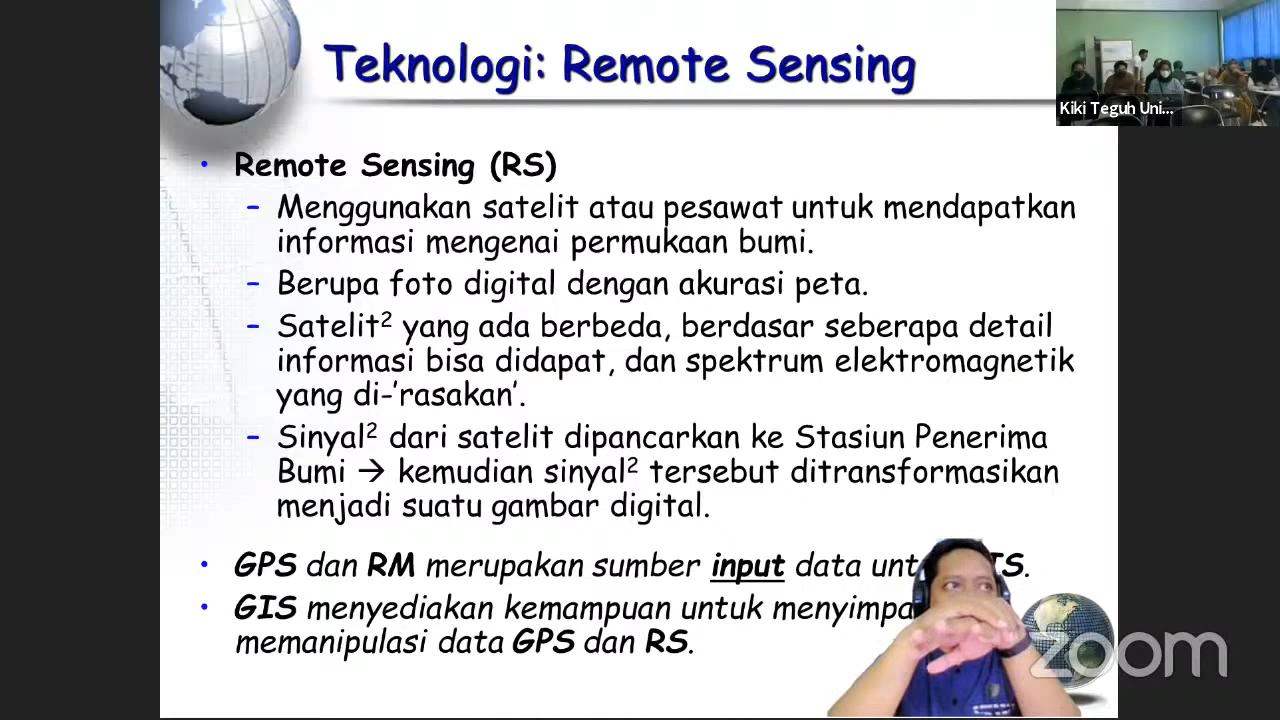 Teknologi: Remote Sensing
Kiki Teguh Uni...
• Remote Sensing (RS)
– Menggunakan satelit atau pesawat untuk mendapatkan
informasi mengenai permukaan bumi.
– Berupa foto digital dengan akurasi peta.
– Satelit² yang ada berbeda, berdasar seberapa detail
informasi bisa didapat, dan spektrum elektromagnetik
yang di-’rasakan’.
– Sinyal² dari satelit dipancarkan ke Stasiun Penerima
Bumi → kemudian sinyal² tersebut ditransformasikan
menjadi suatu gambar digital.
• GPS dan RM merupakan sumber input data
• GIS menyediakan kemampuan untuk
memanipulasi data GPS dan RS.
zoom